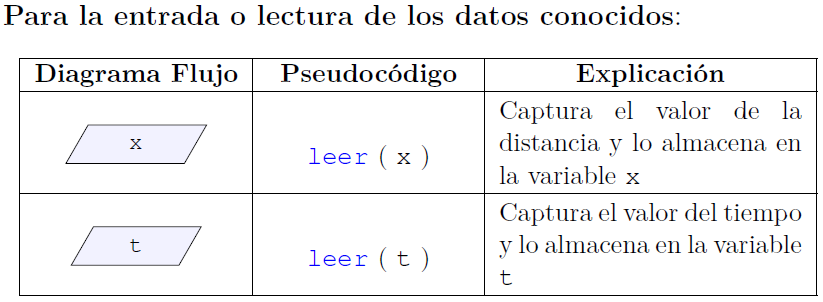 Para la entrada o lectura de los datos conocidos:
Diagrama Flujo Pseudocódigo Explicación
x
leer ( x )
Captura el valor de la
distancia y lo almacena en
la variable x
t
leer ( t )
Captura el valor del tiempo
y lo almacena en la variable
t